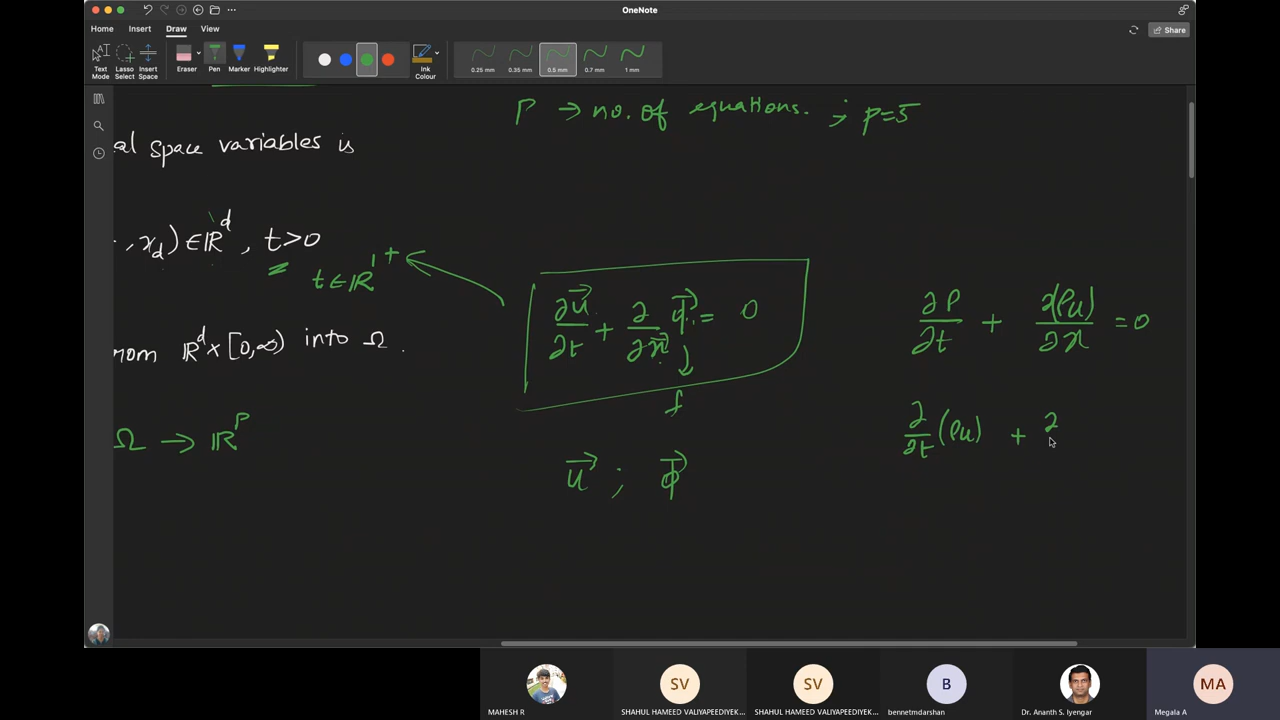 OneNote
Home Insert Draw View
Share
Text Mode
Lasso Select
Insert Space
Eraser
Pen
Marker
Highlighter
Ink Colour
0.25 mm 0.35 mm 0.5 mm 0.7 mm 1 mm
P → no. of equations. ; p=5
al space variables is
, x_d) ∈ ℝ^d , t>0
t ∈ ℝ^{1+}
∂u⃗/∂t + ∂/∂x⃗ φ⃗ = 0
f
∂ρ/∂t + ∂(ρu)/∂x = 0
rom ℝ^d × [0,∞) into Ω .
Ω → ℝ^P
u⃗ ; φ⃗
∂/∂t (ρu) + ∂
SV
SV
B
MA
MAHESH R
SHAHUL HAMEED VALIYAPEEDIYEK...
SHAHUL HAMEED VALIYAPEEDIYEK...
bennetmdarshan
Dr. Ananth S. Iyengar
Megala A